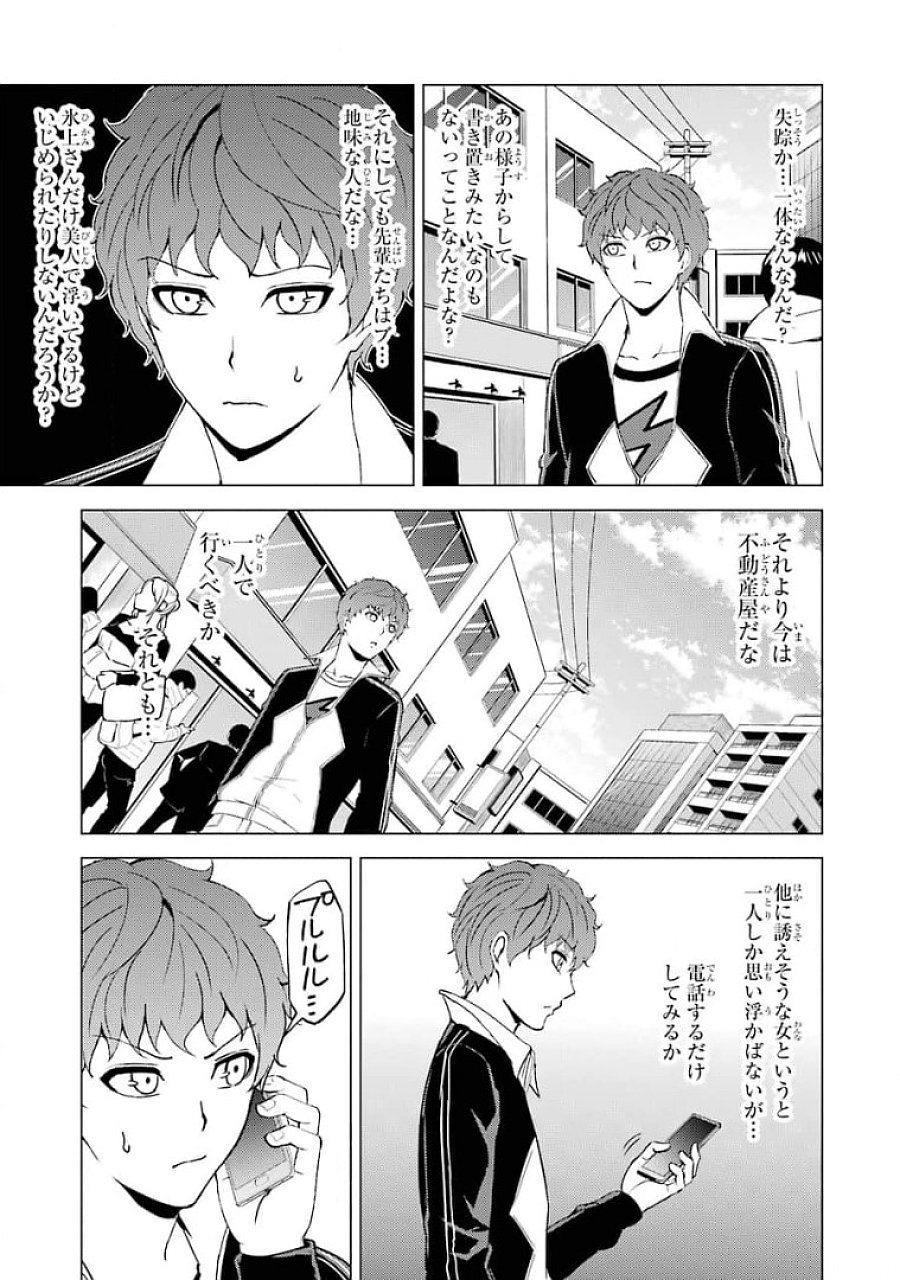 失踪か…一体なんなんだ？
あの様子からして
書き置きみたいなのも
ないってことなんだよな？
それにしても先輩たちはブ…
地味な人だな…
氷上さんだけ美人で浮いてるけど
いじめられたりしないんだろうか？
それより今は
不動産屋だな
一人で
行くべきか
それとも…
他に誘えそうな女というと
一人しか思い浮かばないが…
電話するだけ
してみるか
プルルル…